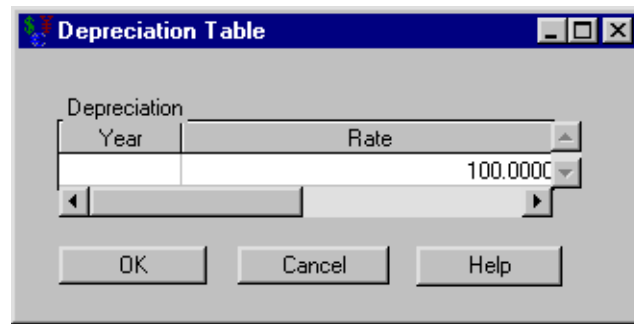 Depreciation Table
Depreciation
Year Rate
100.0000
OK Cancel Help